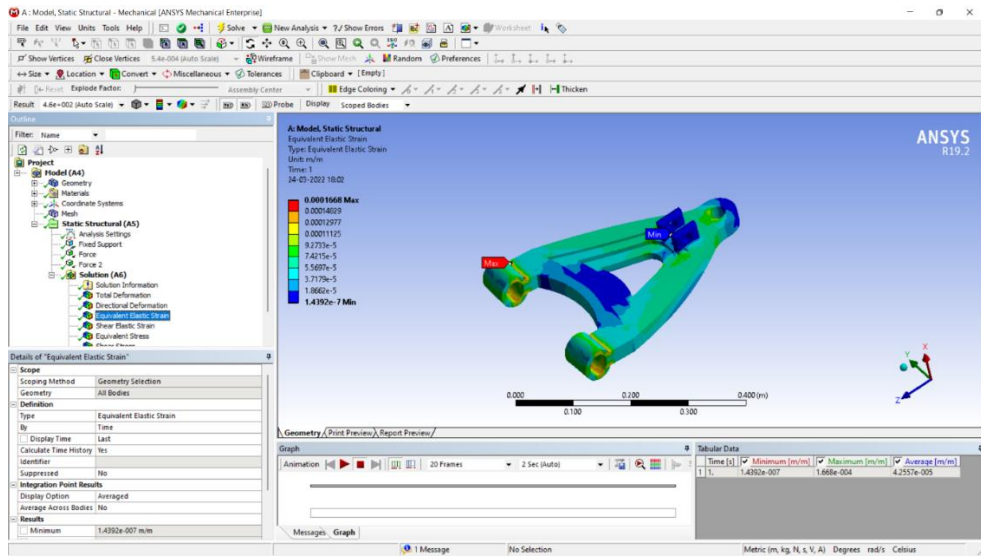 A : Model, Static Structural - Mechanical [ANSYS Mechanical Enterprise]
File Edit View Units Tools Help Solve New Analysis ?/ Show Errors Worksheet
Show Vertices Close Vertices 5.4e-004 (Auto Scale) Wireframe Show Mesh Random Preferences
Size Location Convert Miscellaneous Tolerances Clipboard [Empty]
Reset Explode Factor: Assembly Center Edge Coloring Thicken
Result 4.6e+002 (Auto Scale) Probe Display Scoped Bodies
Outline
Filter: Name
Project
Model (A4)
Geometry
Materials
Coordinate Systems
Mesh
Static Structural (A5)
Analysis Settings
Fixed Support
Force
Force 2
Solution (A6)
Solution Information
Total Deformation
Directional Deformation
Equivalent Elastic Strain
Shear Elastic Strain
Equivalent Stress
Shear Stress
Details of "Equivalent Elastic Strain"
Scope
Scoping Method Geometry Selection
Geometry All Bodies
Definition
Type Equivalent Elastic Strain
By Time
Display Time Last
Calculate Time History Yes
Identifier
Suppressed No
Integration Point Results
Display Option Averaged
Average Across Bodies No
Results
Minimum 1.4392e-007 m/m
A: Model, Static Structural
Equivalent Elastic Strain
Type: Equivalent Elastic Strain
Unit: m/m
Time: 1
24-03-2022 18:02
0.0001668 Max
0.00014829
0.00012977
0.00011125
9.2733e-5
7.4215e-5
5.5697e-5
3.7179e-5
1.8662e-5
1.4392e-7 Min
ANSYS
R19.2
Min
Max
0.000 0.200 0.400 (m)
0.100 0.300
X
Y
Z
Geometry Print Preview Report Preview
Graph
Animation 20 Frames 2 Sec (Auto)
Messages Graph
Tabular Data
Time [s] Minimum [m/m] Maximum [m/m] Average [m/m]
1 1. 1.4392e-007 1.668e-004 4.2557e-005
1 Message No Selection Metric (m, kg, N, s, V, A) Degrees rad/s Celsius